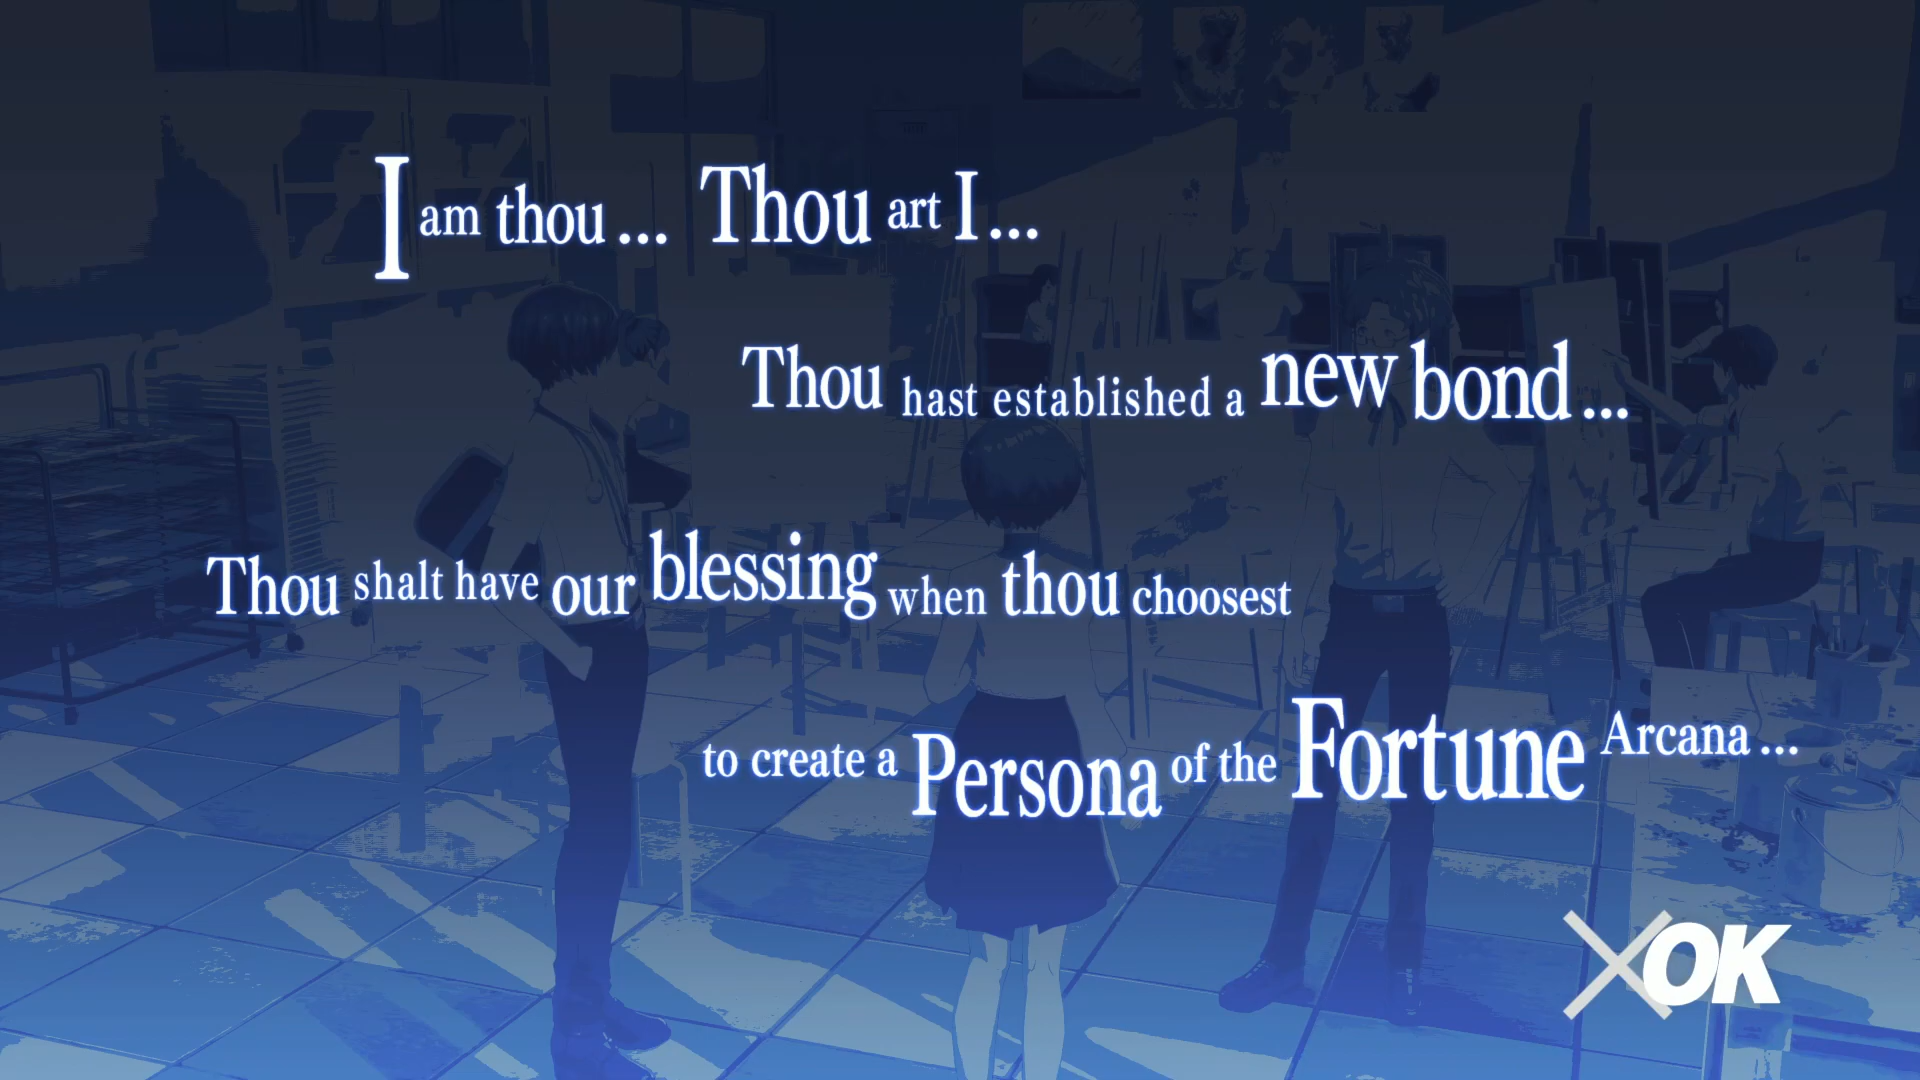 I am thou... Thou art I...
Thou hast established a new bond...
Thou shalt have our blessing when thou choosest
to create a Persona of the Fortune Arcana...
OK